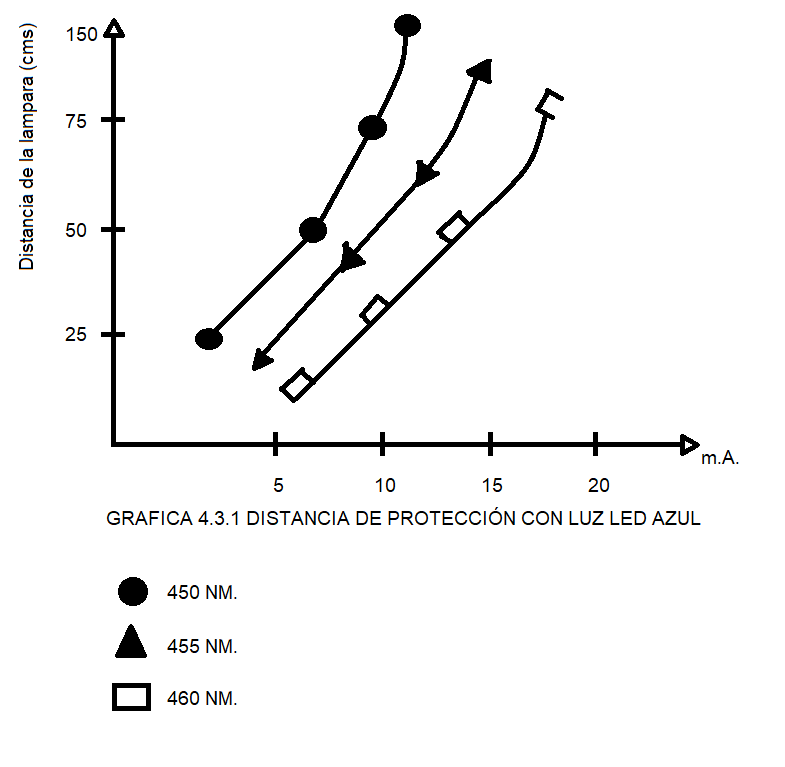 Distancia de la lampara (cms)
150
75
50
25
m.A.
5 10 15 20
GRAFICA 4.3.1 DISTANCIA DE PROTECCIÓN CON LUZ LED AZUL
450 NM.
455 NM.
460 NM.